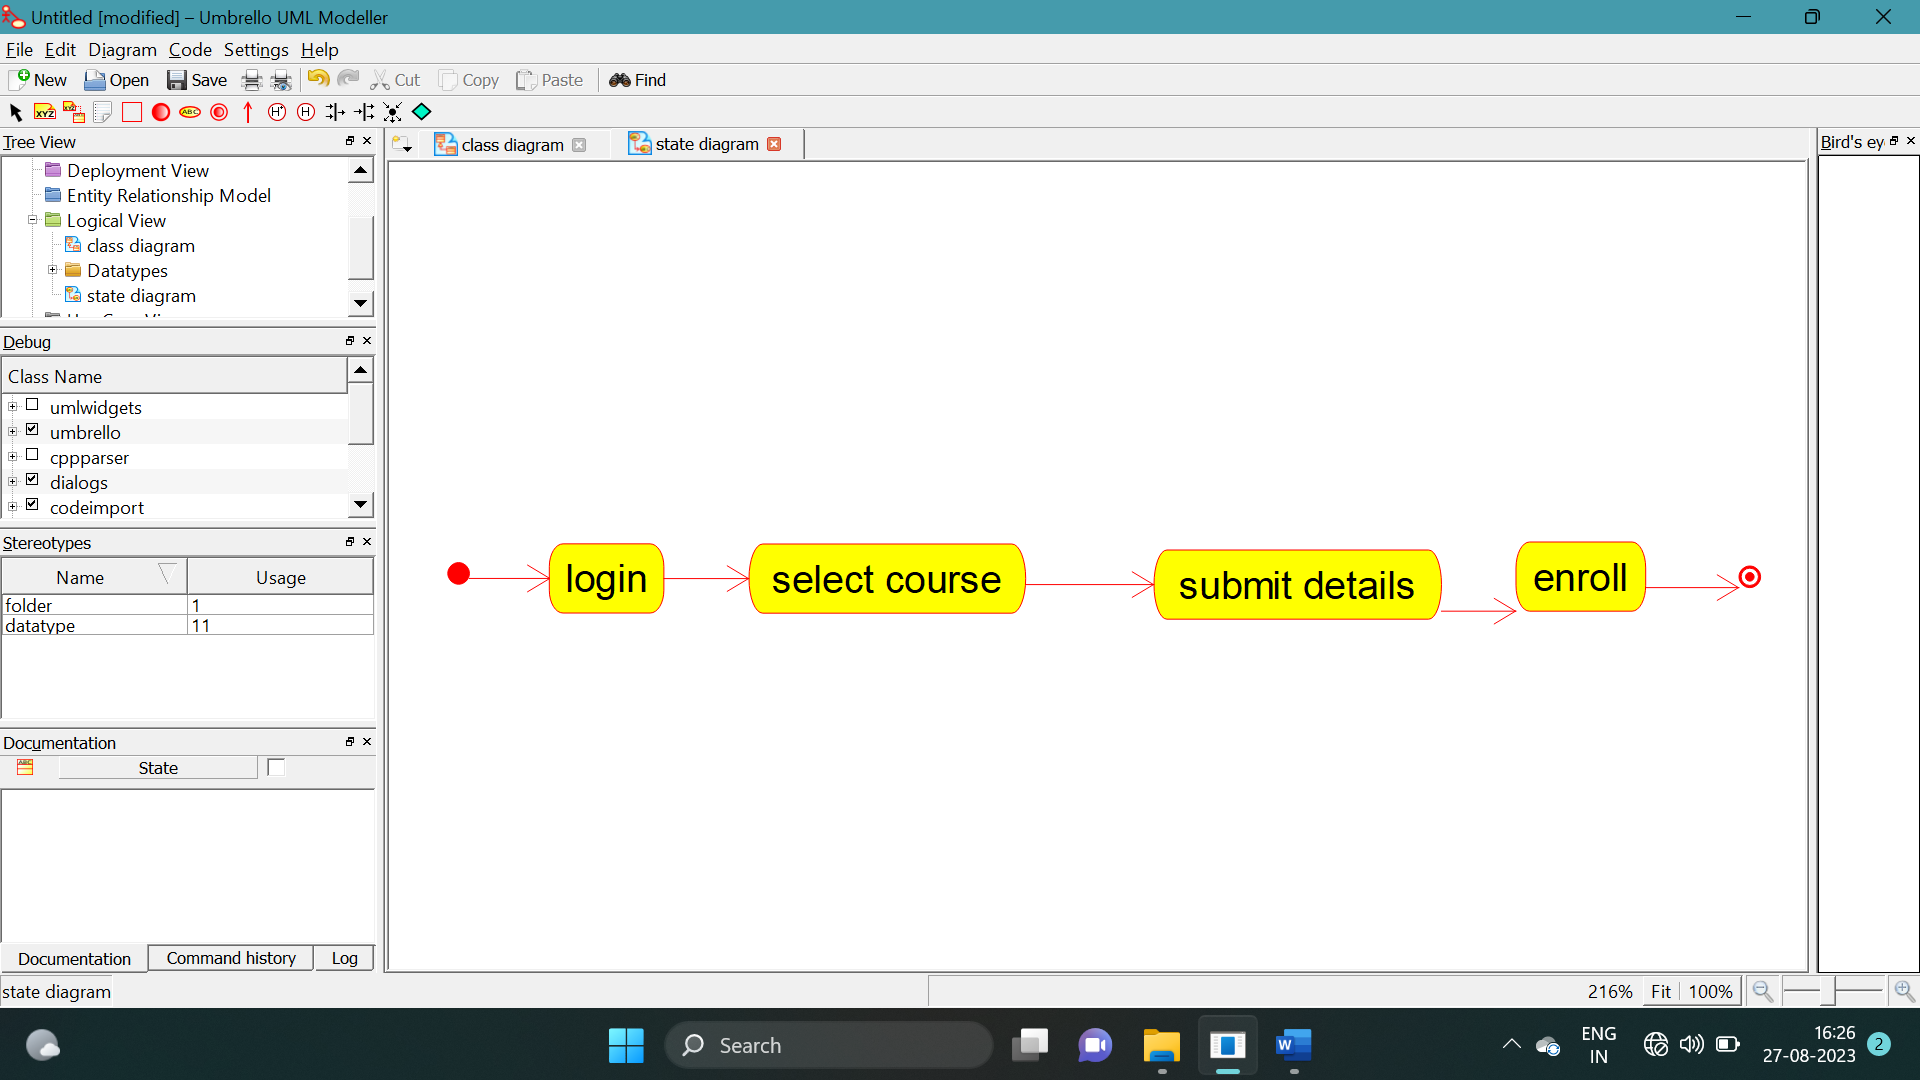 Untitled [modified] – Umbrello UML Modeller
File Edit Diagram Code Settings Help
New Open Save Cut Copy Paste Find
XYZ XYZ ABC H* H
Tree View
class diagram
state diagram
Bird's ey
Deployment View
Entity Relationship Model
Logical View
class diagram
Datatypes
state diagram
Debug
Class Name
umlwidgets
umbrello
cppparser
dialogs
codeimport
Stereotypes
Name Usage
folder 1
datatype 11
Documentation
ABC State
Documentation Command history Log
login
select course
submit details
enroll
state diagram
216% Fit 100%
Search
W
ENG
IN
16:26
27-08-2023
2